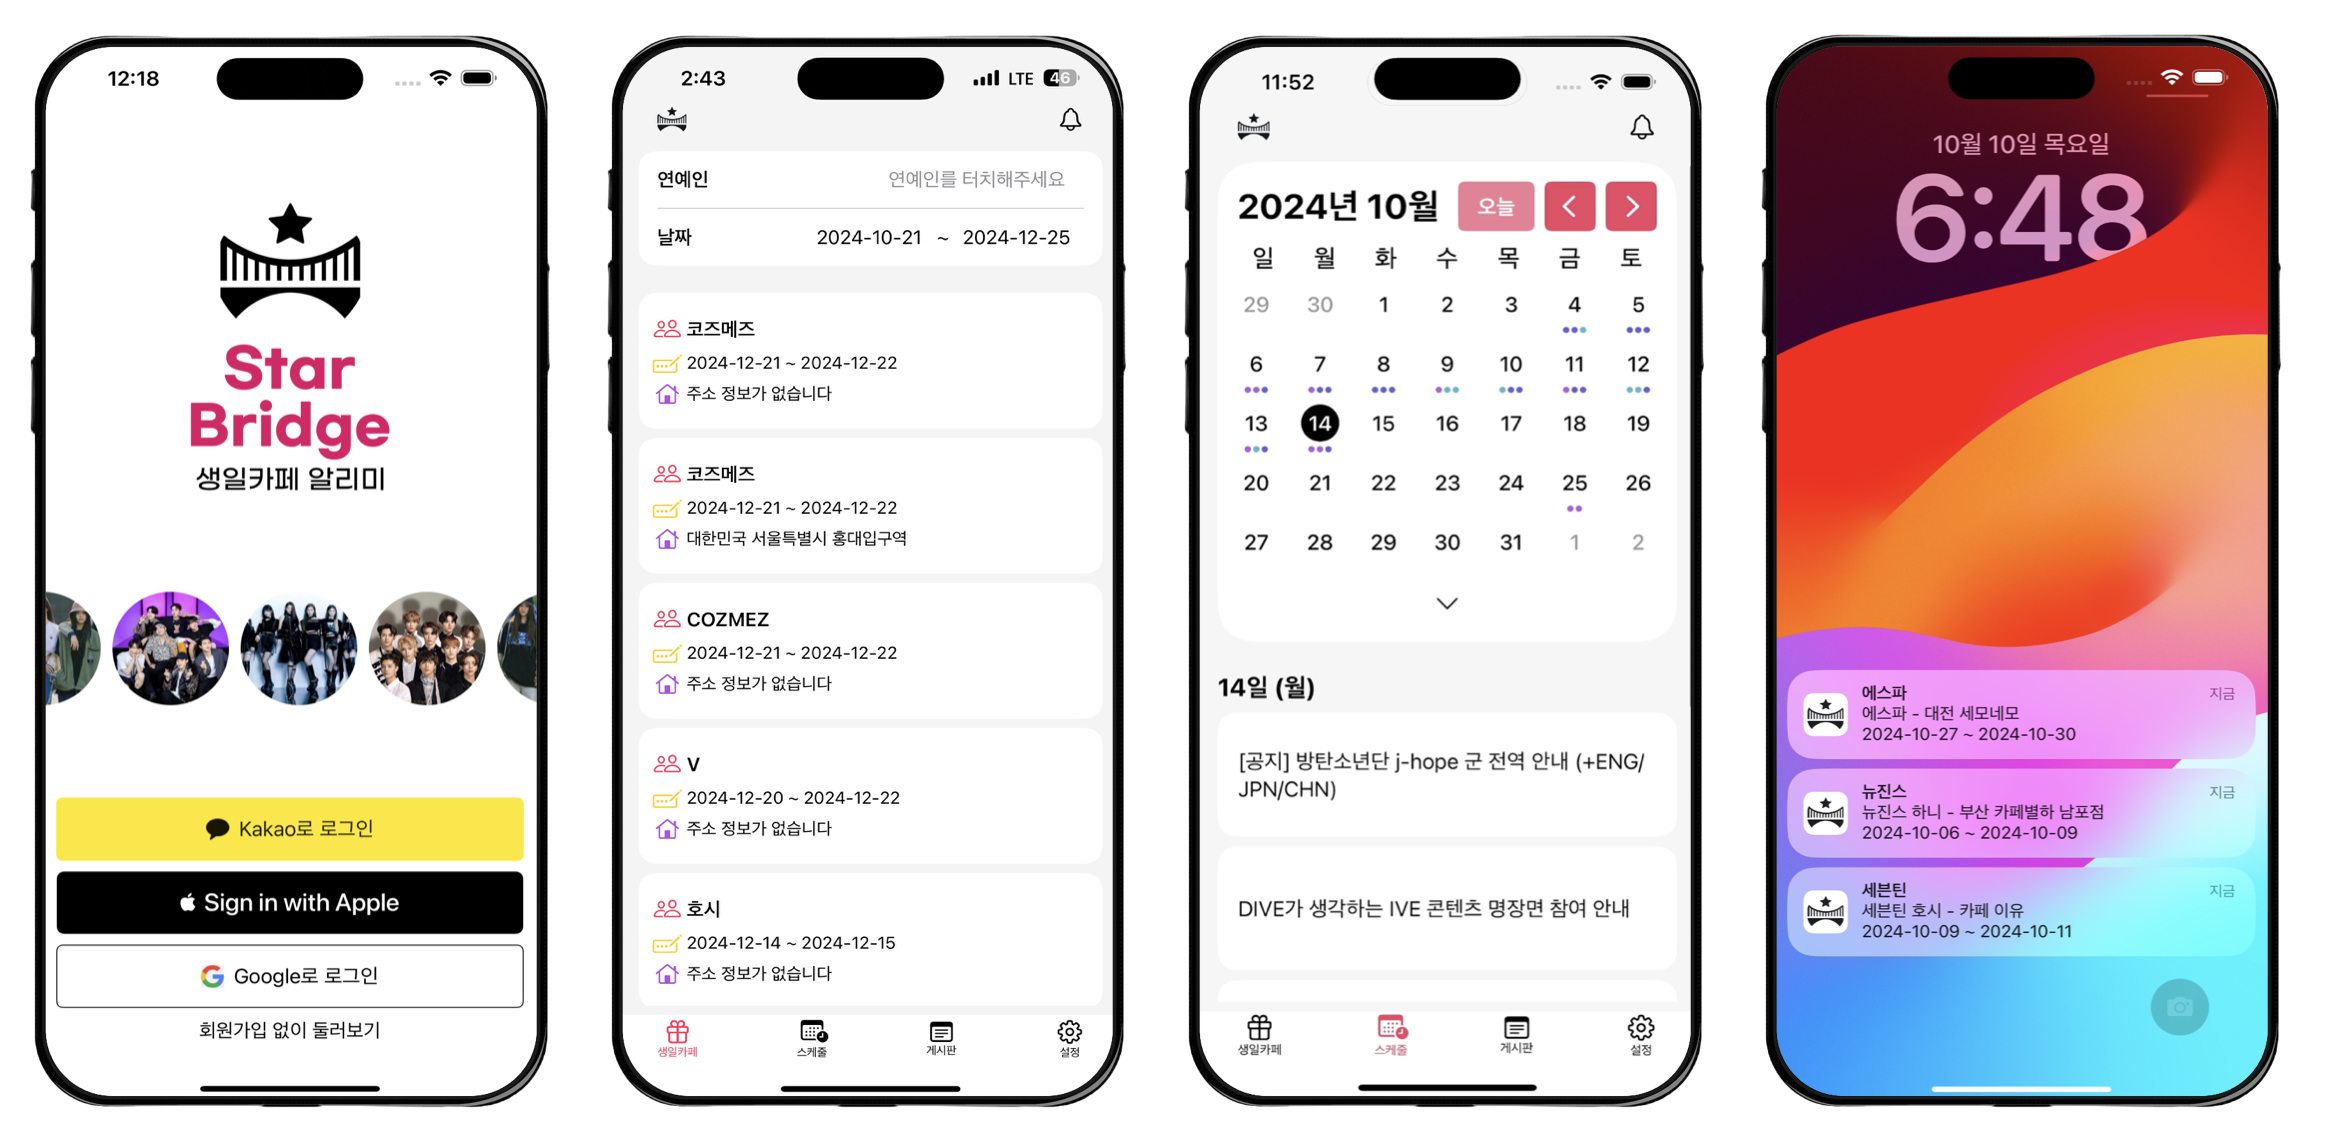 12:18
Star
Bridge
생일카페 알리미
Kakao로 로그인
Sign in with Apple
Google로 로그인
회원가입 없이 둘러보기
2:43
LTE 46
연예인 연예인를 터치해주세요
날짜 2024-10-21 ~ 2024-12-25
코즈메즈
2024-12-21 ~ 2024-12-22
주소 정보가 없습니다
코즈메즈
2024-12-21 ~ 2024-12-22
대한민국 서울특별시 홍대입구역
COZMEZ
2024-12-21 ~ 2024-12-22
주소 정보가 없습니다
V
2024-12-20 ~ 2024-12-22
주소 정보가 없습니다
호시
2024-12-14 ~ 2024-12-15
주소 정보가 없습니다
생일카페 스케줄 게시판 설정
11:52
2024년 10월 오늘
일 월 화 수 목 금 토
29 30 1 2 3 4 5
6 7 8 9 10 11 12
13 14 15 16 17 18 19
20 21 22 23 24 25 26
27 28 29 30 31 1 2
14일 (월)
[공지] 방탄소년단 j-hope 군 전역 안내 (+ENG/
JPN/CHN)
DIVE가 생각하는 IVE 콘텐츠 명장면 참여 안내
생일카페 스케줄 게시판 설정
10월 10일 목요일
6:48
에스파 지금
에스파 - 대전 세모네모
2024-10-27 ~ 2024-10-30
뉴진스 지금
뉴진스 하니 - 부산 카페별하 남포점
2024-10-06 ~ 2024-10-09
세븐틴 지금
세븐틴 호시 - 카페 이유
2024-10-09 ~ 2024-10-11